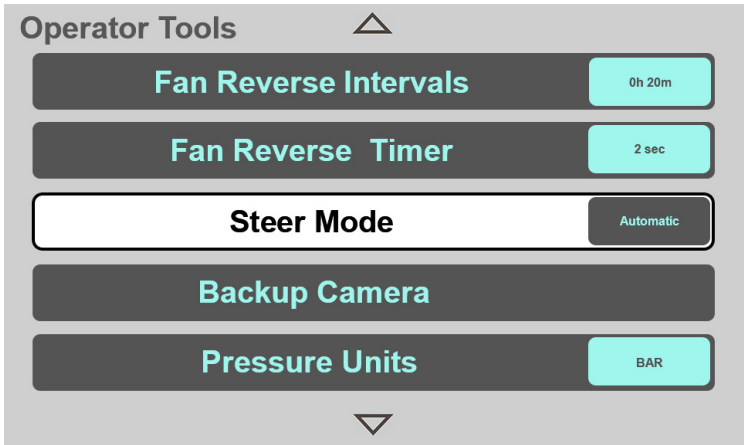 Operator Tools
Fan Reverse Intervals 0h 20m
Fan Reverse Timer 2 sec
Steer Mode Automatic
Backup Camera
Pressure Units BAR